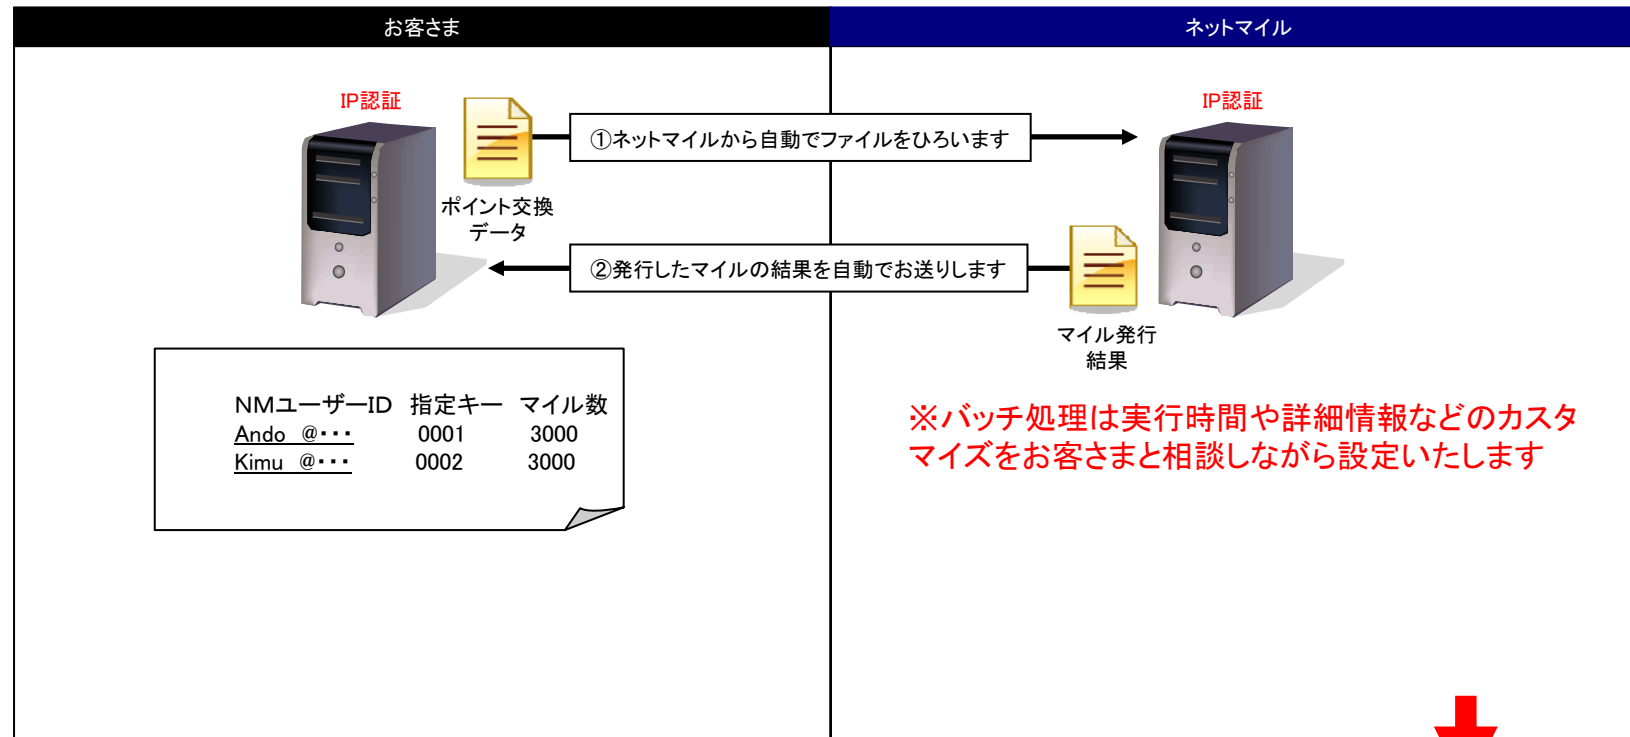 お客さま
ネットマイル
IP認証
IP認証
①ネットマイルから自動でファイルをひろいます
ポイント交換
データ
②発行したマイルの結果を自動でお送りします
マイル発行
結果
NMユーザーID 指定キー マイル数
Ando @・・・ 0001 3000
Kimu @・・・ 0002 3000
※バッチ処理は実行時間や詳細情報などのカスタ
マイズをお客さまと相談しながら設定いたします